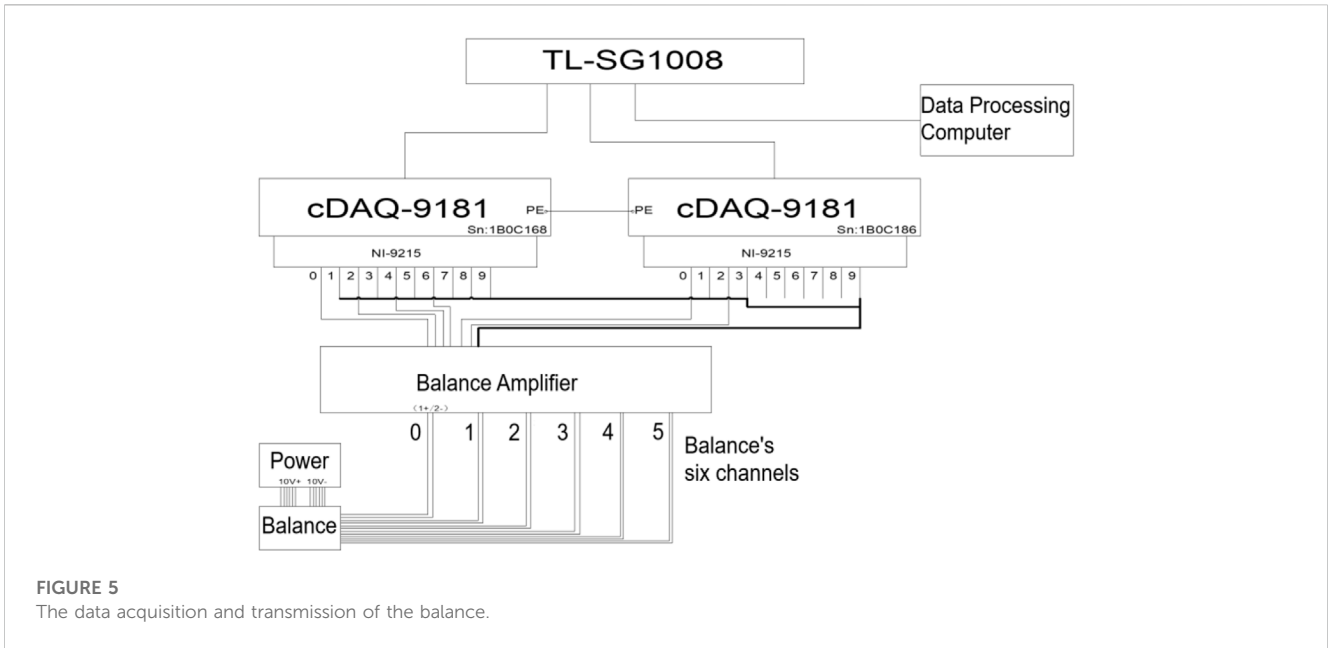 TL-SG1008
Data Processing
Computer
cDAQ-9181
PE
Sn:1B0C168
PE
cDAQ-9181
Sn:1B0C186
NI-9215
NI-9215
0 1 2 3 4 5 6 7 8 9
0 1 2 3 4 5 6 7 8 9
Balance Amplifier
(1+/2-)
0 1 2 3 4 5
Balance's
six channels
Power
10V+ 10V-
Balance
FIGURE 5
The data acquisition and transmission of the balance.